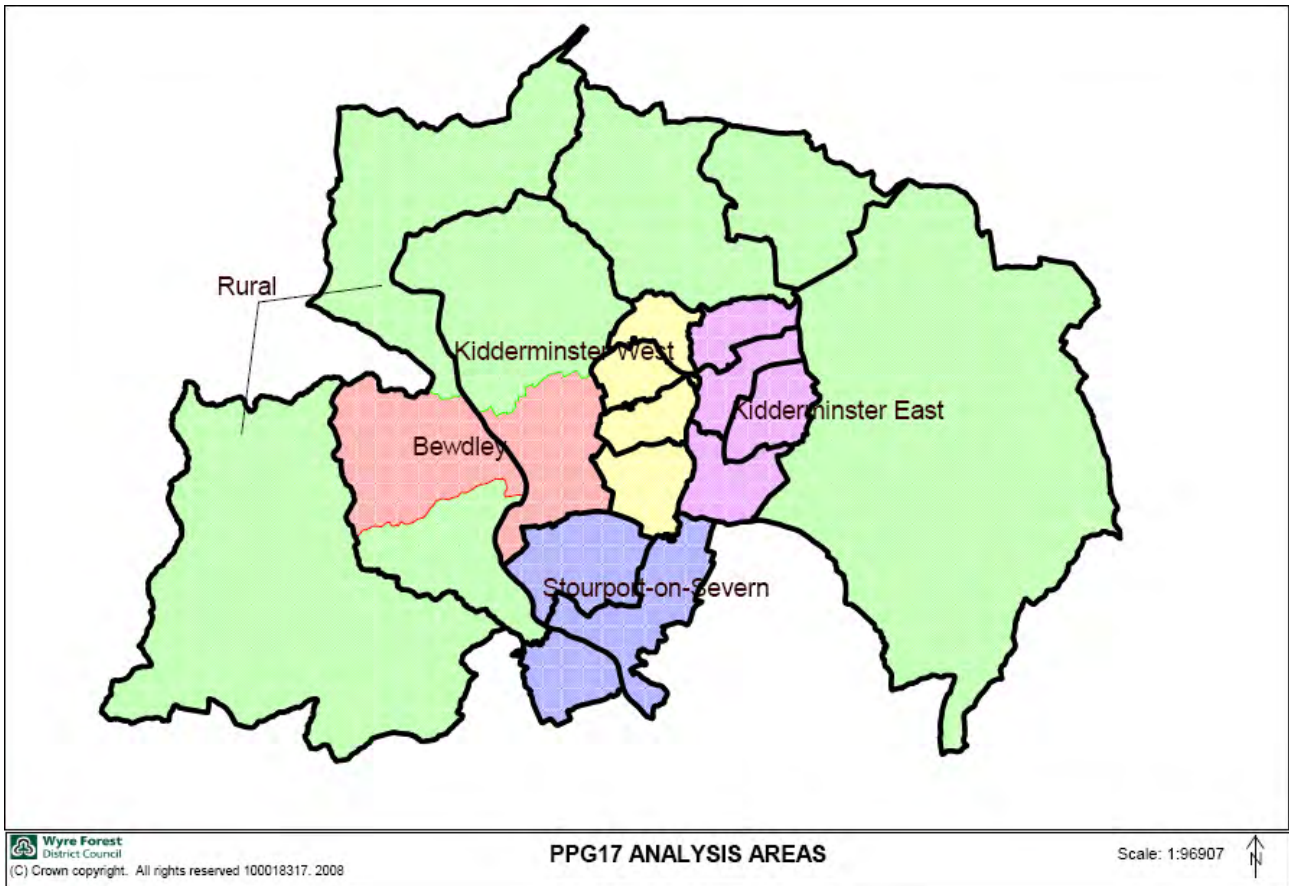 Rural
Kidderminster West
Kidderminster East
Bewdley
Stourport-on-Severn
Wyre Forest
District Council
(C) Crown copyright. All rights reserved 100018317. 2008
PPG17 ANALYSIS AREAS
Scale: 1:96907
N